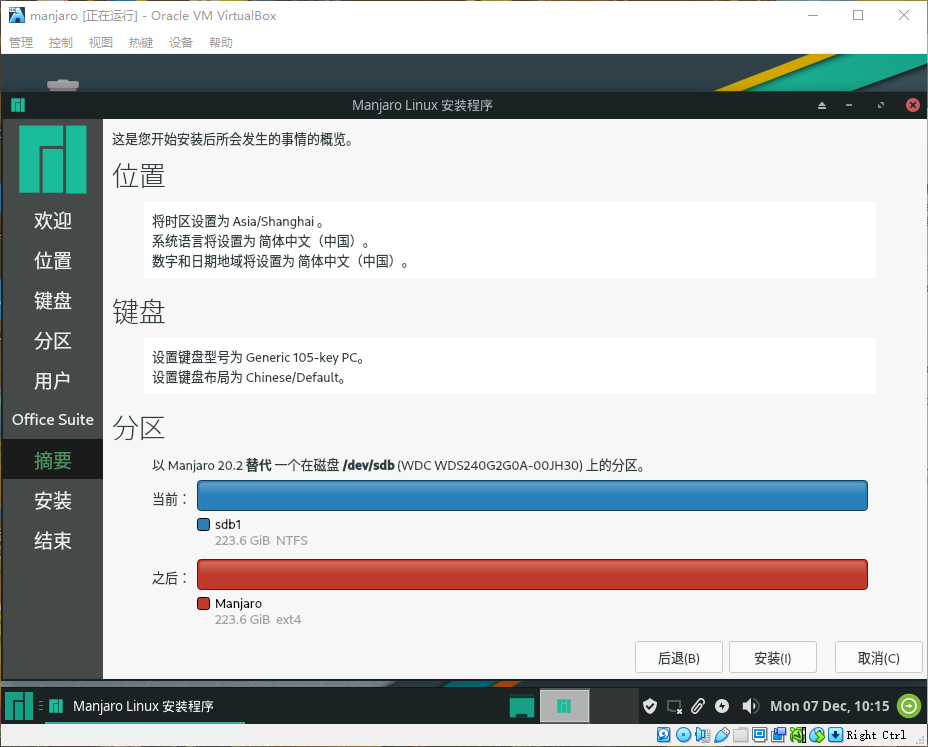 manjaro [正在运行] - Oracle VM VirtualBox
管理 控制 视图 热键 设备 帮助
Manjaro Linux 安装程序
欢迎
位置
键盘
分区
用户
Office Suite
摘要
安装
结束
这是您开始安装后所会发生的事情的概览。
位置
将时区设置为 Asia/Shanghai 。
系统语言将设置为 简体中文（中国）。
数字和日期地域将设置为 简体中文（中国）。
键盘
设置键盘型号为 Generic 105-key PC。
设置键盘布局为 Chinese/Default。
分区
以 Manjaro 20.2 替代 一个在磁盘 /dev/sdb (WDC WDS240G2G0A-00JH30) 上的分区。
当前：
sdb1
223.6 GiB NTFS
之后：
Manjaro
223.6 GiB ext4
后退(B) 安装(I) 取消(C)
Manjaro Linux 安装程序 Mon 07 Dec, 10:15
Right Ctrl